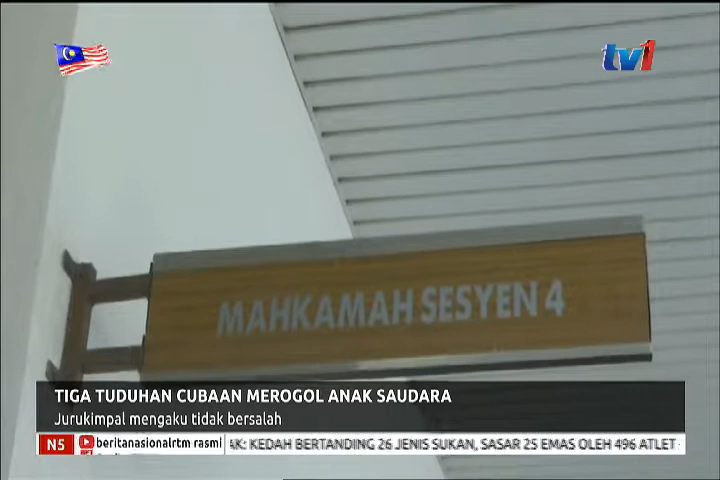 tv1
MAHKAMAH SESYEN 4
TIGA TUDUHAN CUBAAN MEROGOL ANAK SAUDARA
Jurukimpal mengaku tidak bersalah
N5 beritanasionalrtm rasmi AK: KEDAH BERTANDING 26 JENIS SUKAN, SASAR 25 EMAS OLEH 496 ATLET